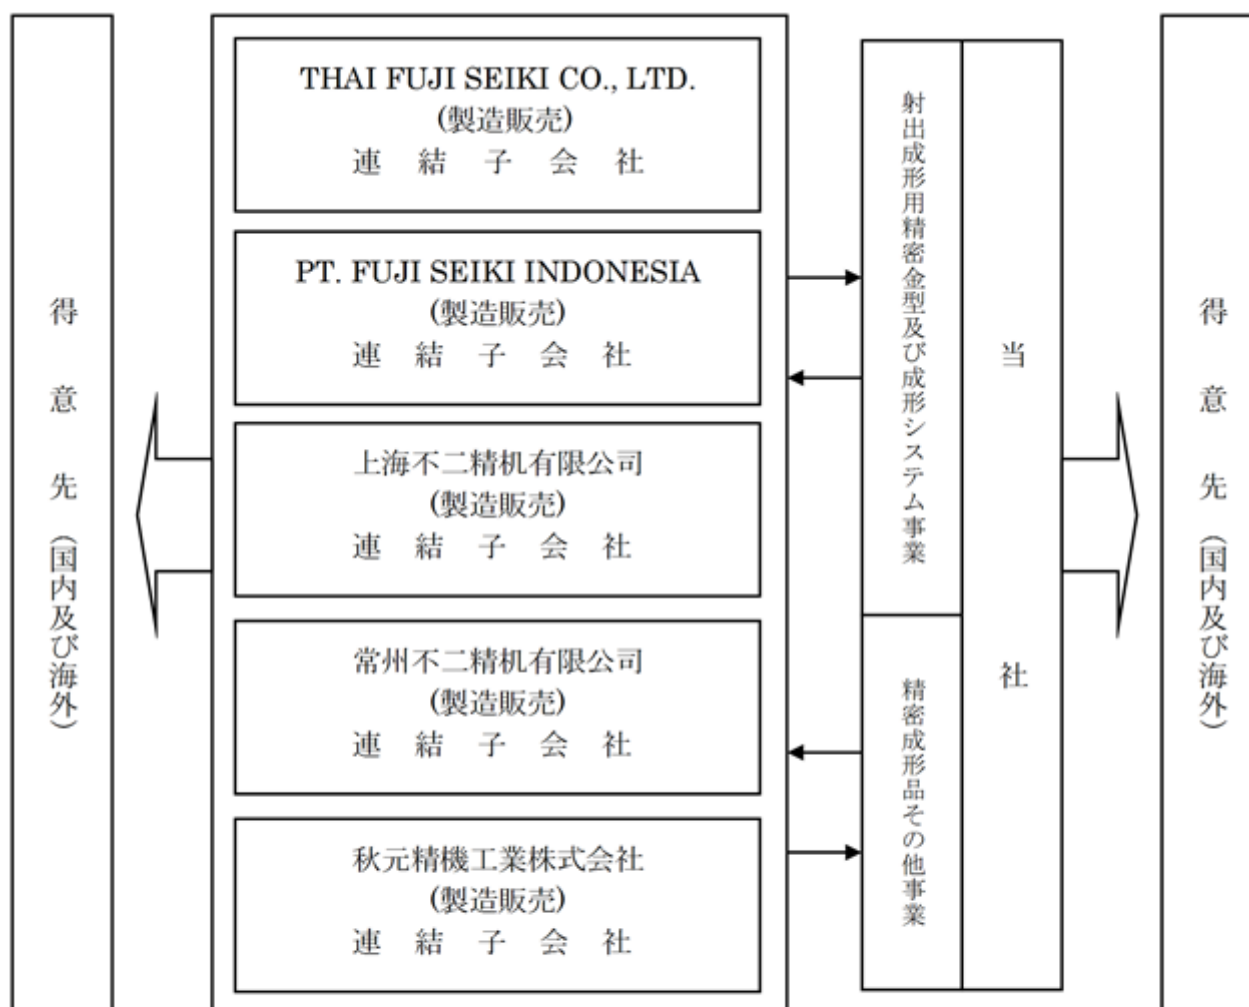 得意先(国内及び海外)
THAI FUJI SEIKI CO., LTD.
(製造販売)
連結子会社
PT. FUJI SEIKI INDONESIA
(製造販売)
連結子会社
上海不二精机有限公司
(製造販売)
連結子会社
常州不二精机有限公司
(製造販売)
連結子会社
秋元精機工業株式会社
(製造販売)
連結子会社
射出成形用精密金型及び成形システム事業
精密成形品その他事業
当社
得意先(国内及び海外)